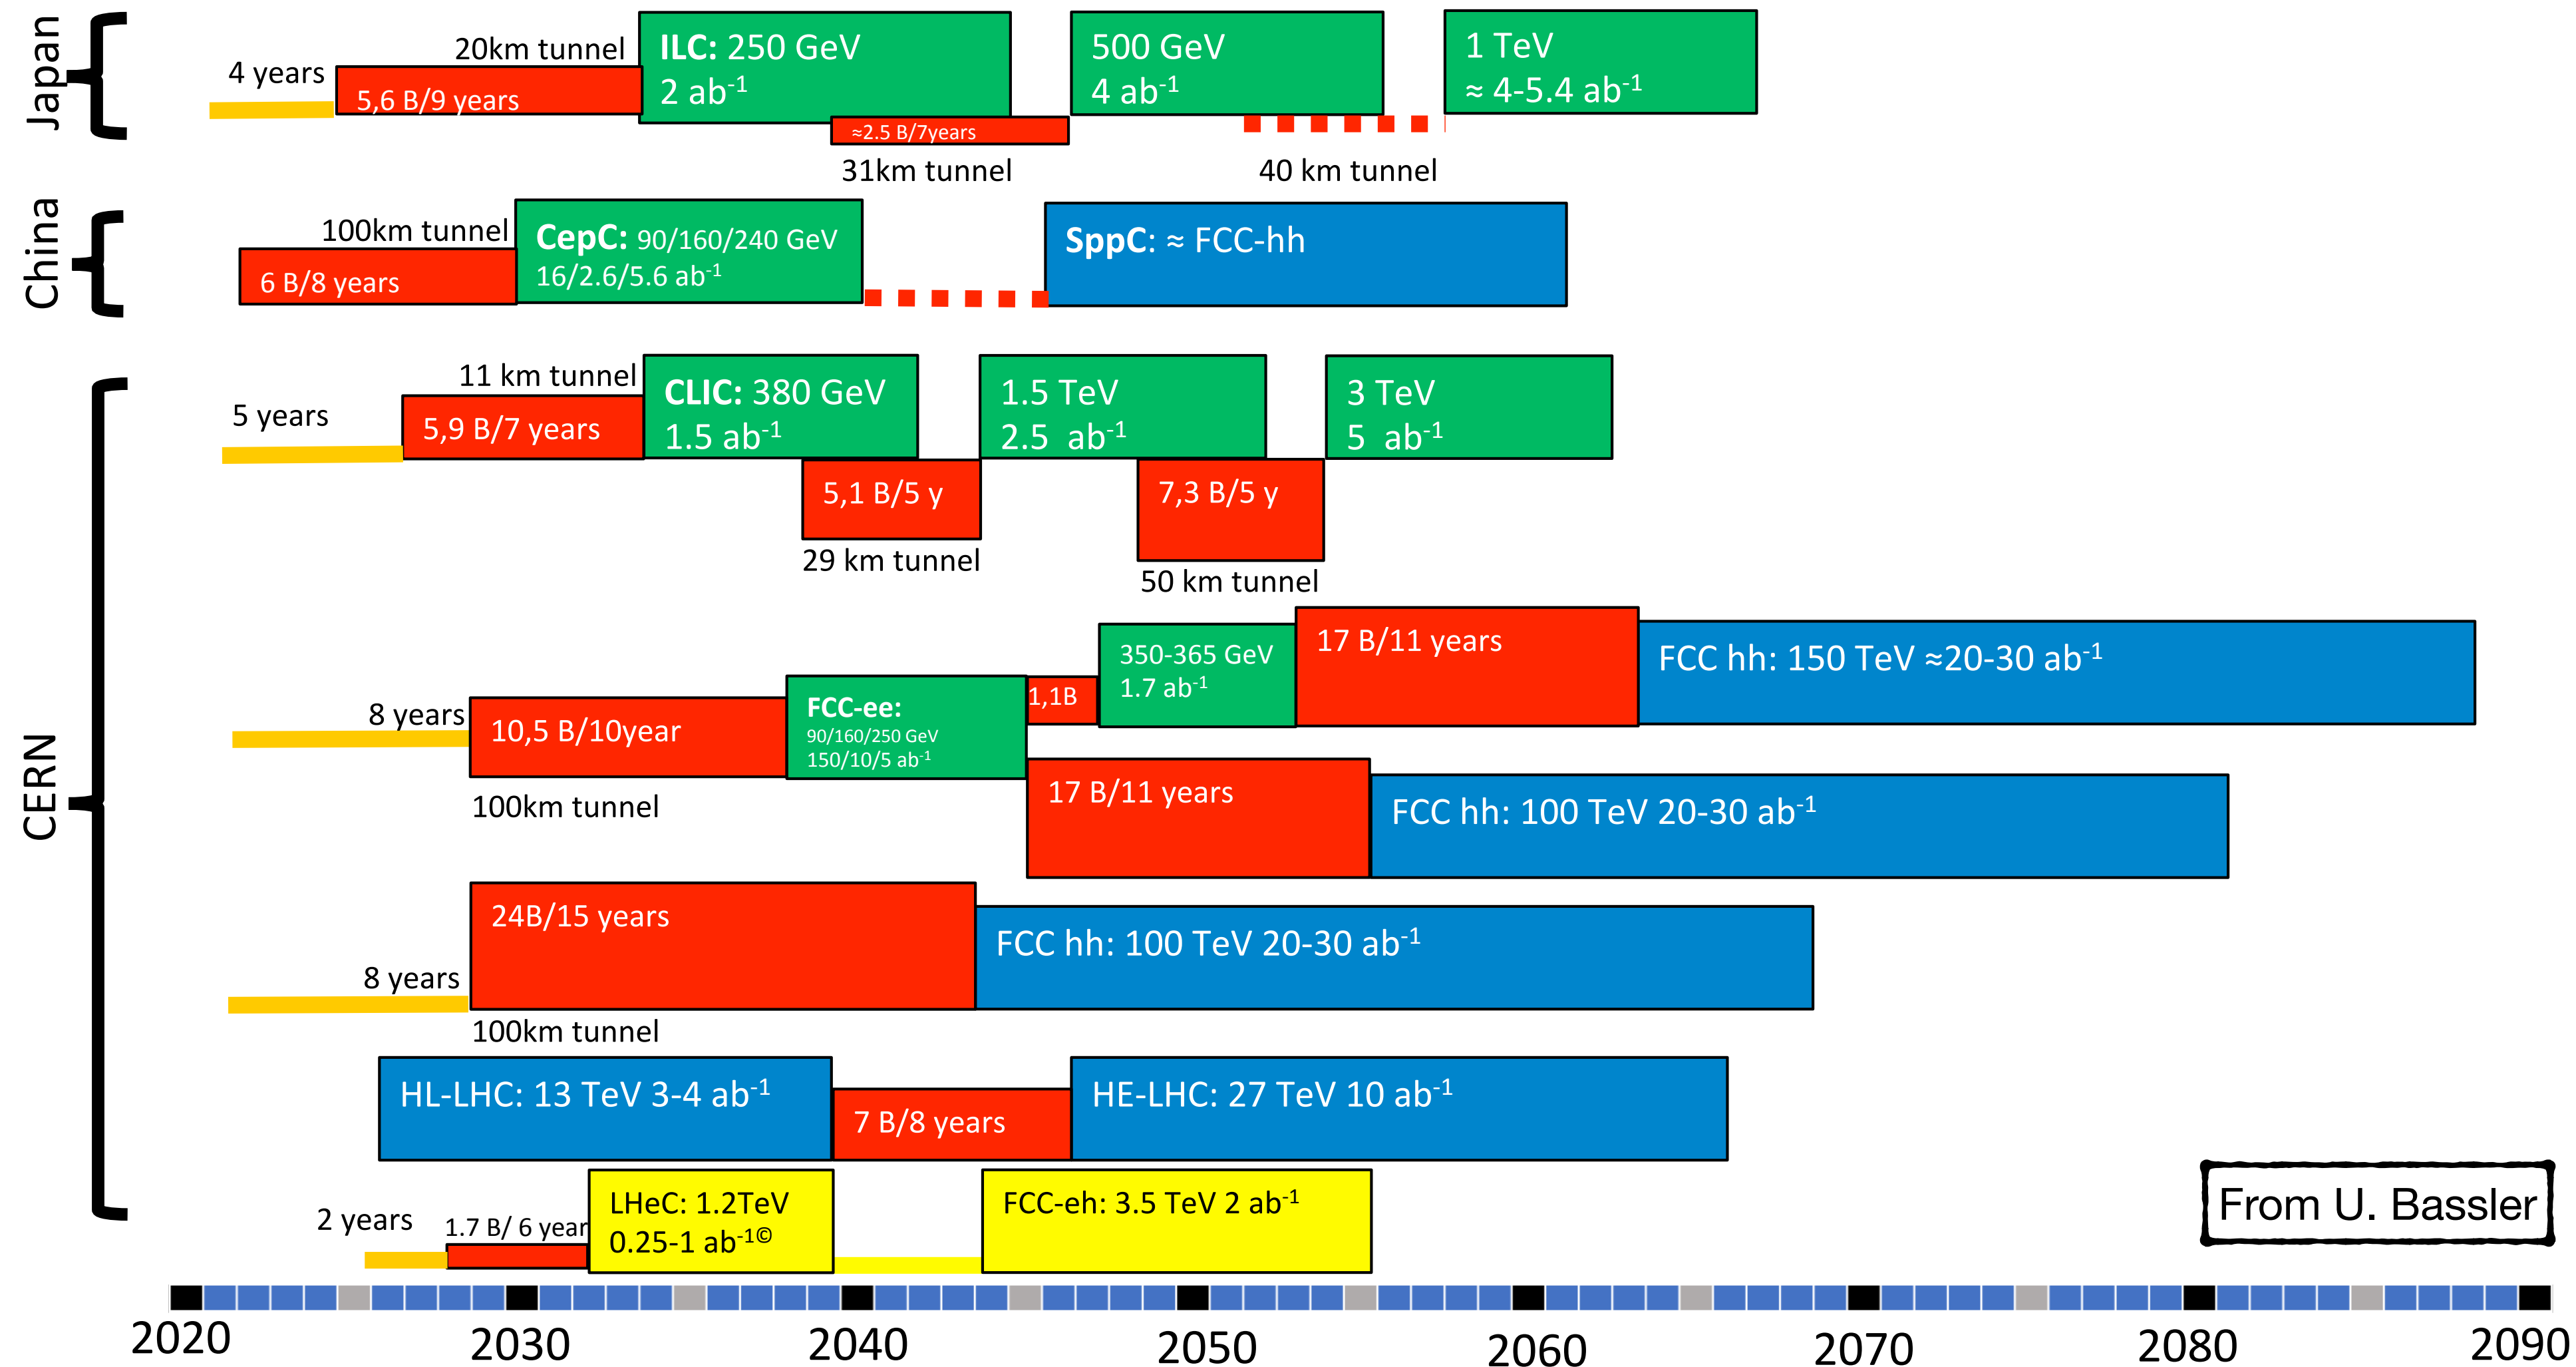 Japan
4 years
20km tunnel
5,6 B/9 years
ILC: 250 GeV
2 ab-1
≈2.5 B/7years
31km tunnel
500 GeV
4 ab-1
40 km tunnel
1 TeV
≈ 4-5.4 ab-1
China
100km tunnel
6 B/8 years
CepC: 90/160/240 GeV
16/2.6/5.6 ab-1
SppC: ≈ FCC-hh
CERN
5 years
11 km tunnel
5,9 B/7 years
CLIC: 380 GeV
1.5 ab-1
5,1 B/5 y
29 km tunnel
1.5 TeV
2.5 ab-1
7,3 B/5 y
50 km tunnel
3 TeV
5 ab-1
8 years
10,5 B/10year
100km tunnel
FCC-ee:
90/160/250 GeV
150/10/5 ab-1
1,1B
350-365 GeV
1.7 ab-1
17 B/11 years
FCC hh: 150 TeV ≈20-30 ab-1
17 B/11 years
FCC hh: 100 TeV 20-30 ab-1
8 years
24B/15 years
100km tunnel
FCC hh: 100 TeV 20-30 ab-1
HL-LHC: 13 TeV 3-4 ab-1
7 B/8 years
HE-LHC: 27 TeV 10 ab-1
2 years
1.7 B/ 6 year
LHeC: 1.2TeV
0.25-1 ab-1©
FCC-eh: 3.5 TeV 2 ab-1
From U. Bassler
2020 2030 2040 2050 2060 2070 2080 2090